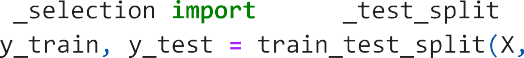 _selection import _test_split
y_train, y_test = train_test_split(X,